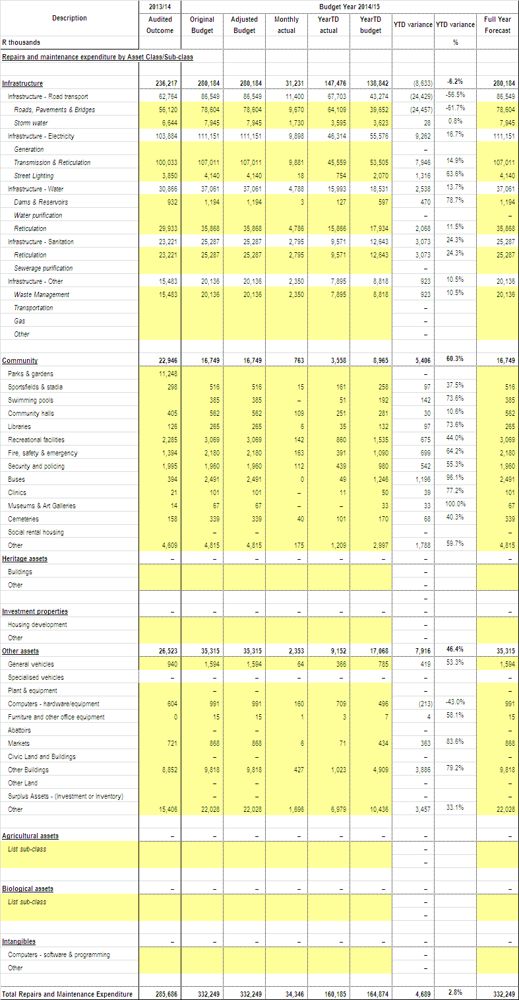 2013/14 Budget Year 2014/15
Description Audited Original Adjusted Monthly YearTD YearTD YTD variance YTD variance Full Year
Outcome Budget Budget actual actual budget Forecast
R thousands %
Repairs and maintenance expenditure by Asset Class/Sub-class
Infrastructure 236,217 280,184 280,184 31,231 147,476 138,842 (8,633) -6.2% 280,184
Infrastructure - Road transport 62,764 86,549 86,549 11,400 67,703 43,274 (24,429) -56.5% 86,549
Roads, Pavements & Bridges 56,120 78,604 78,604 9,670 64,109 39,652 (24,457) -61.7% 78,604
Storm water 6,644 7,945 7,945 1,730 3,595 3,623 28 0.8% 7,945
Infrastructure - Electricity 103,884 111,151 111,151 9,898 46,314 55,576 9,262 16.7% 111,151
Generation –
Transmission & Reticulation 100,033 107,011 107,011 9,881 45,559 53,505 7,946 14.9% 107,011
Street Lighting 3,850 4,140 4,140 18 754 2,070 1,316 63.6% 4,140
Infrastructure - Water 30,866 37,061 37,061 4,788 15,993 18,531 2,538 13.7% 37,061
Dams & Reservoirs 932 1,194 1,194 3 127 597 470 78.7% 1,194
Water purification – –
Reticulation 29,933 35,868 35,868 4,786 15,866 17,934 2,068 11.5% 35,868
Infrastructure - Sanitation 23,221 25,287 25,287 2,795 9,571 12,643 3,073 24.3% 25,287
Reticulation 23,221 25,287 25,287 2,795 9,571 12,643 3,073 24.3% 25,287
Sewerage purification –
Infrastructure - Other 15,483 20,136 20,136 2,350 7,895 8,818 923 10.5% 20,136
Waste Management 15,483 20,136 20,136 2,350 7,895 8,818 923 10.5% 20,136
Transportation –
Gas –
Other –
Community 22,946 16,749 16,749 763 3,558 8,965 5,406 60.3% 16,749
Parks & gardens 11,248 –
Sportsfields & stadia 298 516 516 15 161 258 97 37.5% 516
Swimming pools 385 385 – 51 192 142 73.6% 385
Community halls 405 562 562 109 251 281 30 10.6% 562
Libraries 126 265 265 6 35 132 97 73.6% 265
Recreational facilities 2,285 3,069 3,069 142 860 1,535 675 44.0% 3,069
Fire, safety & emergency 1,394 2,180 2,180 163 391 1,090 699 64.2% 2,180
Security and policing 1,995 1,960 1,960 112 439 980 542 55.3% 1,960
Buses 394 2,491 2,491 0 49 1,246 1,196 96.1% 2,491
Clinics 21 101 101 – 11 50 39 77.2% 101
Museums & Art Galleries 14 67 67 – – 33 33 100.0% 67
Cemeteries 158 339 339 40 101 170 68 40.3% 339
Social rental housing – – – –
Other 4,609 4,815 4,815 175 1,209 2,997 1,788 59.7% 4,815
Heritage assets – – – – – – – –
Buildings –
Other –
–
Investment properties – – – – – – – –
Housing development –
Other –
Other assets 26,523 35,315 35,315 2,353 9,152 17,068 7,916 46.4% 35,315
General vehicles 940 1,594 1,594 64 366 785 419 53.3% 1,594
Specialised vehicles – – – – – – – –
Plant & equipment – – – –
Computers - hardware/equipment 604 991 991 160 709 496 (213) -43.0% 991
Furniture and other office equipment 0 15 15 1 3 7 4 58.1% 15
Abattoirs – – – –
Markets 721 868 868 6 71 434 363 83.6% 868
Civic Land and Buildings – – – –
Other Buildings 8,852 9,818 9,818 427 1,023 4,909 3,886 79.2% 9,818
Other Land – – – –
Surplus Assets - (Investment or Inventory) – – – –
Other 15,406 22,028 22,028 1,696 6,979 10,436 3,457 33.1% 22,028
Agricultural assets – – – – – – – –
List sub-class –
–
Biological assets – – – – – – – –
List sub-class –
–
Intangibles – – – – – – – –
Computers - software & programming –
Other –
Total Repairs and Maintenance Expenditure 285,686 332,249 332,249 34,346 160,185 164,874 4,689 2.8% 332,249